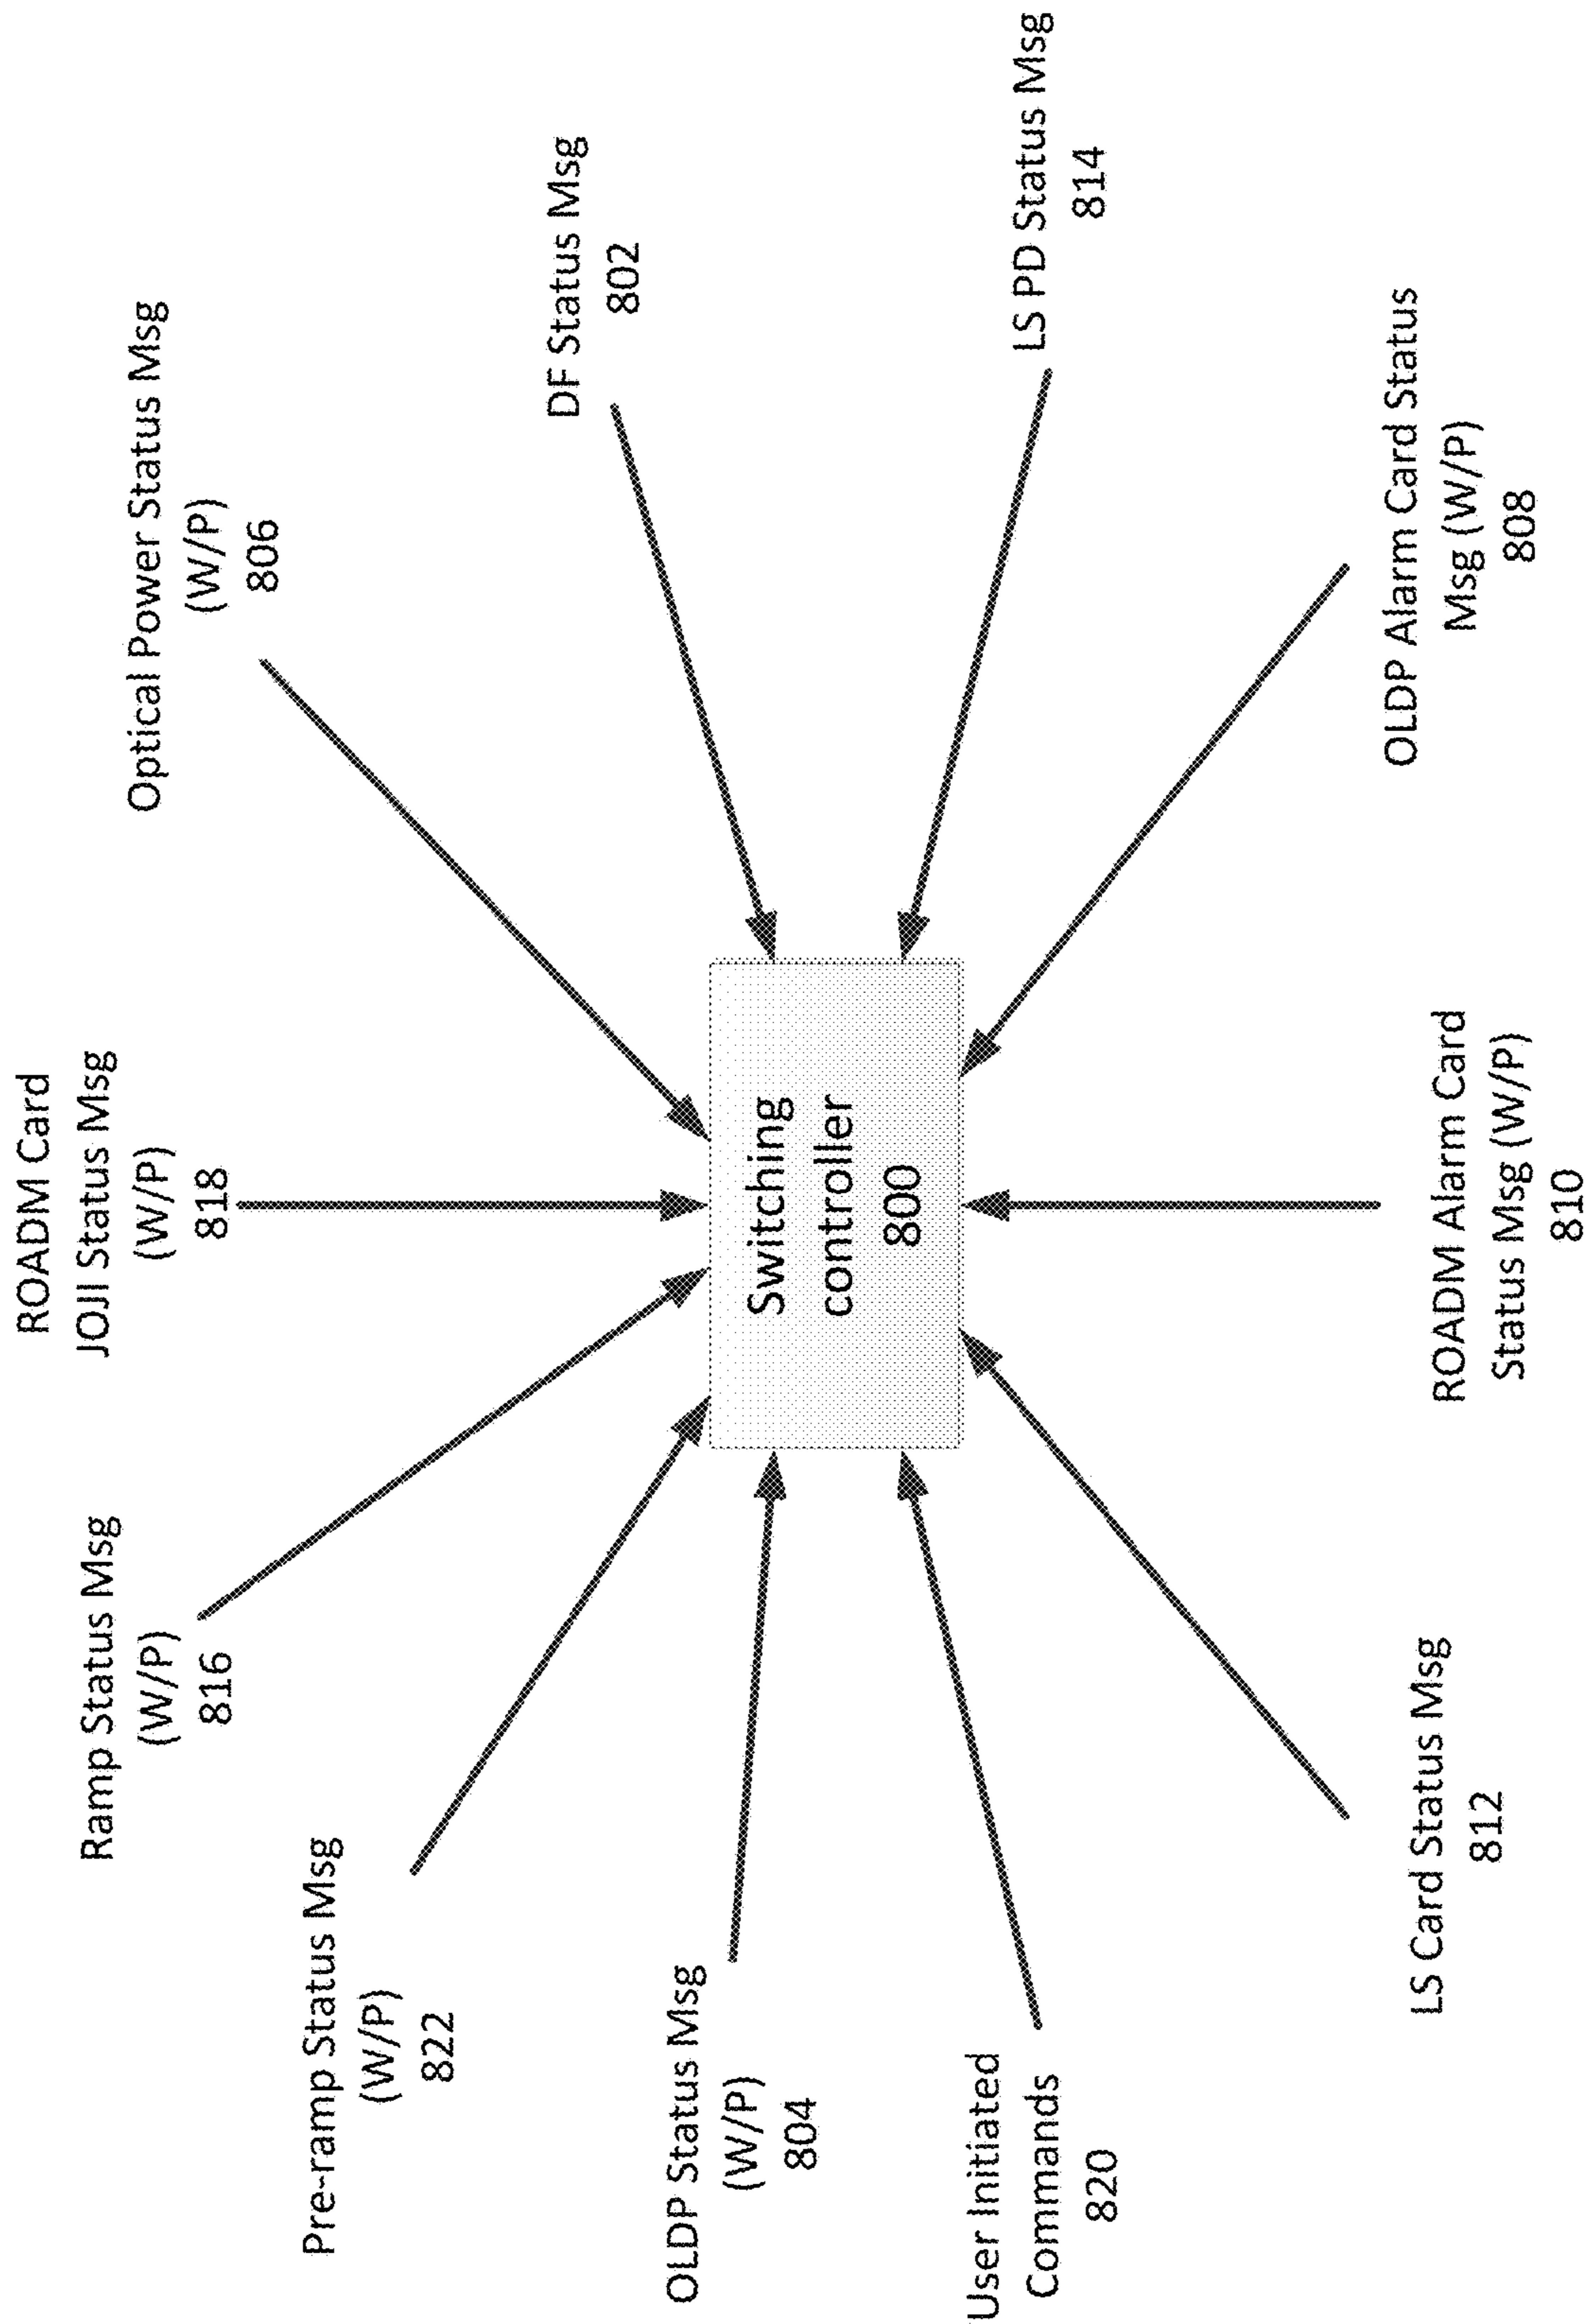 ROADM Card
JOJI Status Msg
(W/P)
818
Ramp Status Msg
(W/P)
816
Optical Power Status Msg
(W/P)
806
Pre-ramp Status Msg
(W/P)
822
DF Status Msg
802
OLDP Status Msg
(W/P)
804
Switching
controller
800
User Initiated
Commands
820
LS PD Status Msg
814
LS Card Status Msg
812
ROADM Alarm Card
Status Msg (W/P)
810
OLDP Alarm Card Status
Msg (W/P)
808